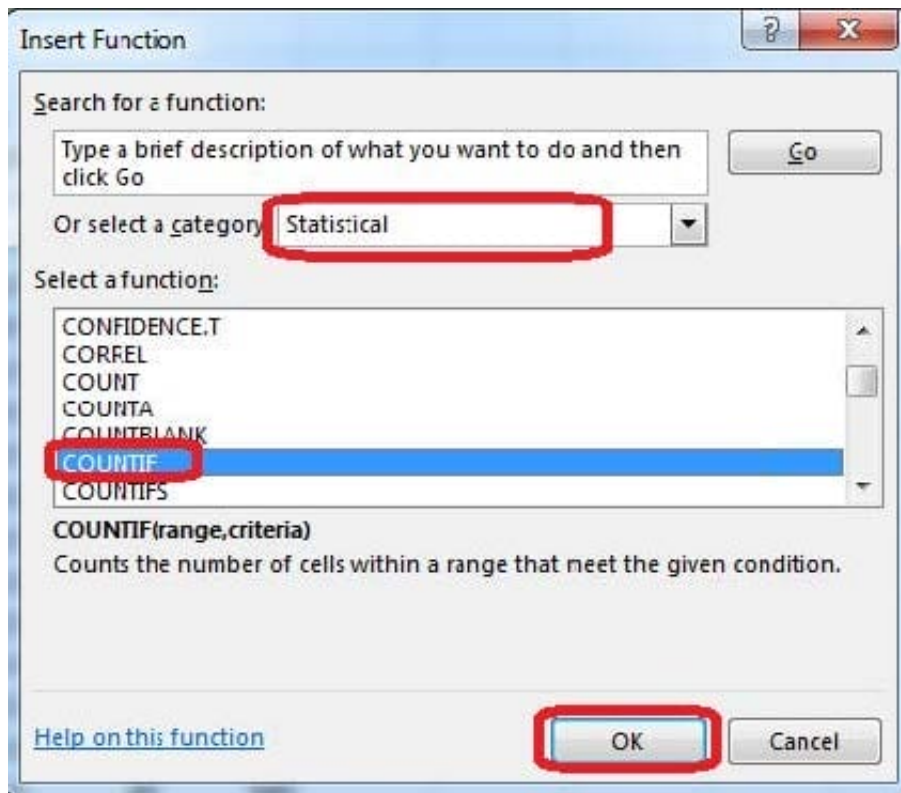 Insert Function
Search for a function:
Type a brief description of what you want to do and then
click Go
Go
Or select a category
Statistical
Select a function:
CONFIDENCE.T
CORREL
COUNT
COUNTA
COUNTBLANK
COUNTIF
COUNTIFS
COUNTIF(range,criteria)
Counts the number of cells within a range that meet the given condition.
Help on this function
OK
Cancel